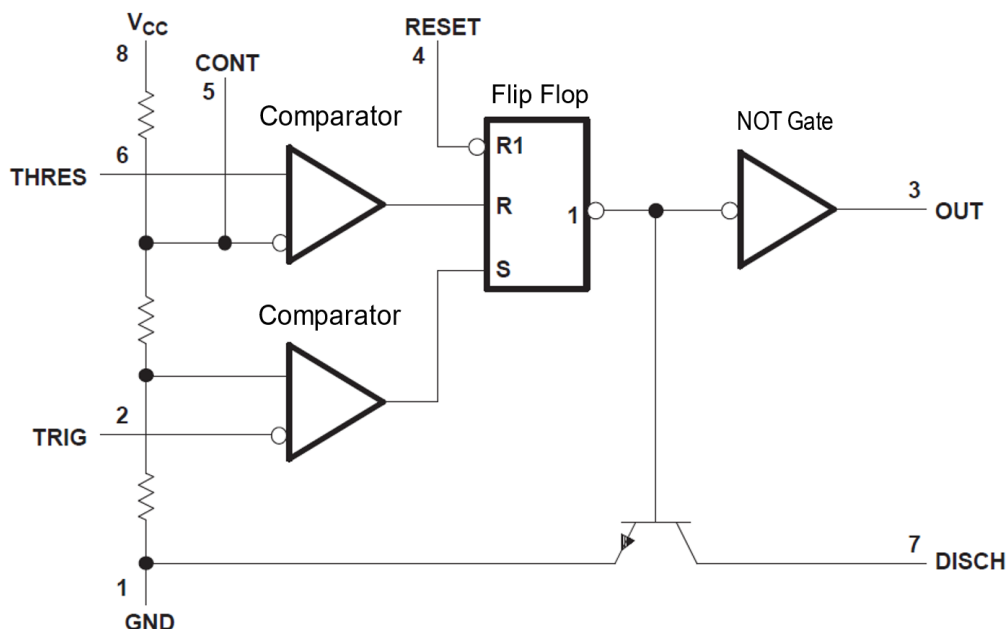 VCC
8
CONT
5
RESET
4
Comparator
Flip Flop
NOT Gate
THRES
6
R1
R
1
S
3
OUT
Comparator
TRIG
2
7
DISCH
1
GND